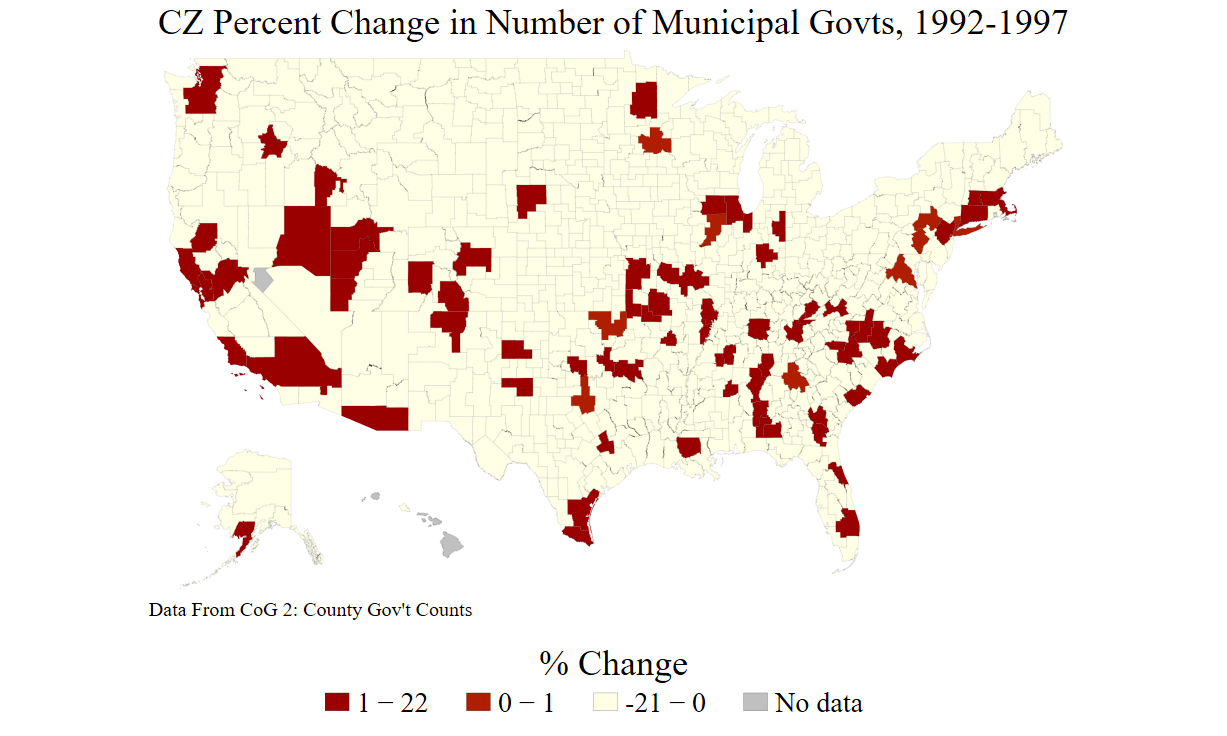 CZ Percent Change in Number of Municipal Govts, 1992-1997
Data From CoG 2: County Gov't Counts
% Change
1 − 22
0 − 1
-21 − 0
No data